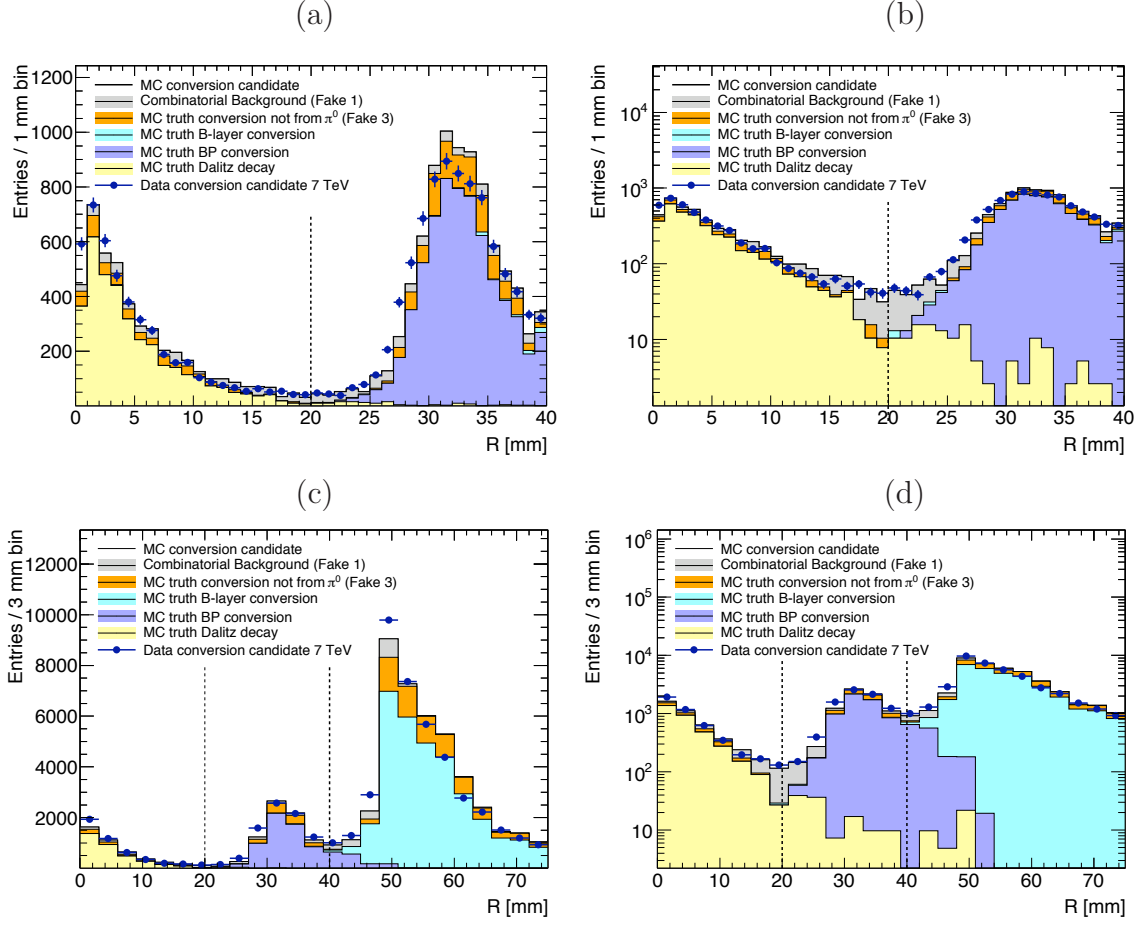 (a)
Entries / 1 mm bin
1200
1000
800
600
400
200
MC conversion candidate
Combinatorial Background (Fake 1)
MC truth conversion not from π⁰ (Fake 3)
MC truth B-layer conversion
MC truth BP conversion
MC truth Dalitz decay
Data conversion candidate 7 TeV
0 5 10 15 20 25 30 35 40
R [mm]
(b)
Entries / 1 mm bin
10⁴
10³
10²
10
MC conversion candidate
Combinatorial Background (Fake 1)
MC truth conversion not from π⁰ (Fake 3)
MC truth B-layer conversion
MC truth BP conversion
MC truth Dalitz decay
Data conversion candidate 7 TeV
0 5 10 15 20 25 30 35 40
R [mm]
(c)
Entries / 3 mm bin
12000
10000
8000
6000
4000
2000
MC conversion candidate
Combinatorial Background (Fake 1)
MC truth conversion not from π⁰ (Fake 3)
MC truth B-layer conversion
MC truth BP conversion
MC truth Dalitz decay
Data conversion candidate 7 TeV
0 10 20 30 40 50 60 70
R [mm]
(d)
Entries / 3 mm bin
10⁶
10⁵
10⁴
10³
10²
10
MC conversion candidate
Combinatorial Background (Fake 1)
MC truth conversion not from π⁰ (Fake 3)
MC truth B-layer conversion
MC truth BP conversion
MC truth Dalitz decay
Data conversion candidate 7 TeV
0 10 20 30 40 50 60 70
R [mm]